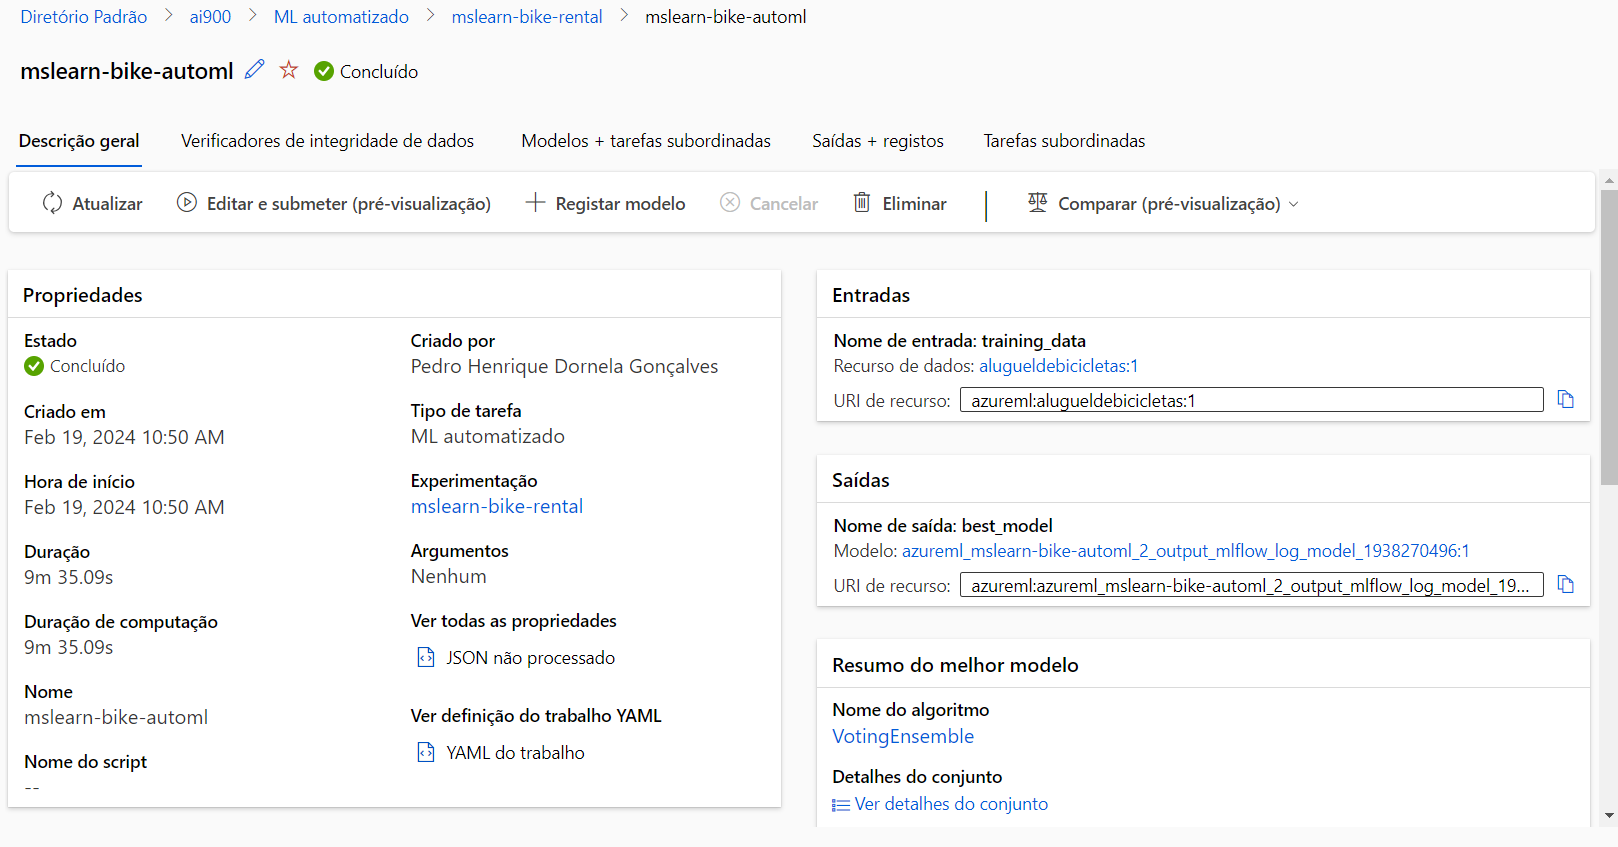 Diretório Padrão > ai900 > ML automatizado > mslearn-bike-rental > mslearn-bike-automl
mslearn-bike-automl Concluído
Descrição geral Verificadores de integridade de dados Modelos + tarefas subordinadas Saídas + registos Tarefas subordinadas
Atualizar Editar e submeter (pré-visualização) Registar modelo Cancelar Eliminar Comparar (pré-visualização)
Propriedades
Estado
Concluído
Criado em
Feb 19, 2024 10:50 AM
Hora de início
Feb 19, 2024 10:50 AM
Duração
9m 35.09s
Duração de computação
9m 35.09s
Nome
mslearn-bike-automl
Nome do script
--
Criado por
Pedro Henrique Dornela Gonçalves
Tipo de tarefa
ML automatizado
Experimentação
mslearn-bike-rental
Argumentos
Nenhum
Ver todas as propriedades
JSON não processado
Ver definição do trabalho YAML
YAML do trabalho
Entradas
Nome de entrada: training_data
Recurso de dados: alugueldebicicletas:1
URI de recurso: azureml:alugueldebicicletas:1
Saídas
Nome de saída: best_model
Modelo: azureml_mslearn-bike-automl_2_output_mlflow_log_model_1938270496:1
URI de recurso: azureml:azureml_mslearn-bike-automl_2_output_mlflow_log_model_19...
Resumo do melhor modelo
Nome do algoritmo
VotingEnsemble
Detalhes do conjunto
Ver detalhes do conjunto